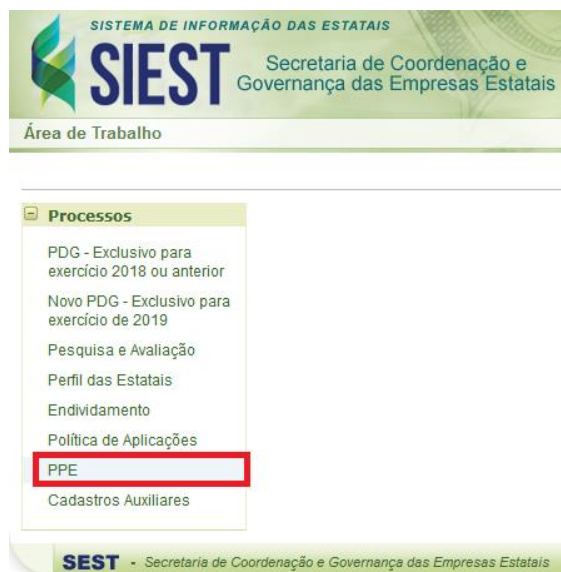 SISTEMA DE INFORMAÇÃO DAS ESTATAIS
SIEST
Secretaria de Coordenação e
Governança das Empresas Estatais
Área de Trabalho
Processos
PDG - Exclusivo para
exercício 2018 ou anterior
Novo PDG - Exclusivo para
exercício de 2019
Pesquisa e Avaliação
Perfil das Estatais
Endividamento
Política de Aplicações
PPE
Cadastros Auxiliares
SEST - Secretaria de Coordenação e Governança das Empresas Estatais